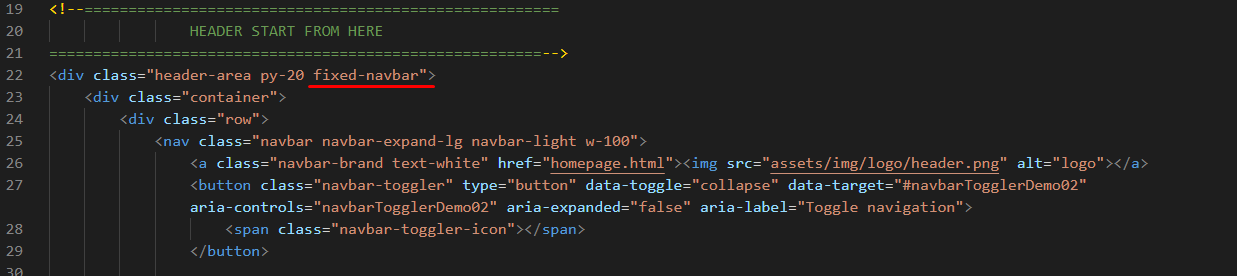 19 <!--======================================================
20 HEADER START FROM HERE
21 ========================================================-->
22 <div class="header-area py-20 fixed-navbar">
23 <div class="container">
24 <div class="row">
25 <nav class="navbar navbar-expand-lg navbar-light w-100">
26 <a class="navbar-brand text-white" href="homepage.html"><img src="assets/img/logo/header.png" alt="logo"></a>
27 <button class="navbar-toggler" type="button" data-toggle="collapse" data-target="#navbarTogglerDemo02"
aria-controls="navbarTogglerDemo02" aria-expanded="false" aria-label="Toggle navigation">
28 <span class="navbar-toggler-icon"></span>
29 </button>
30